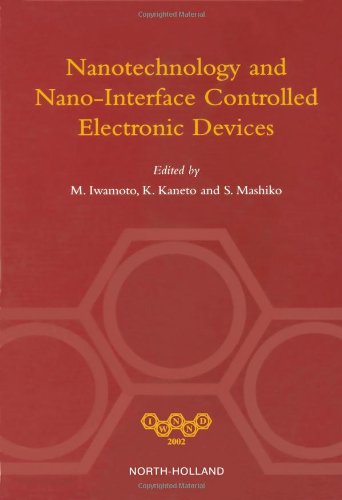 Nanotechnology and
Nano-Interface Controlled
Electronic Devices
Edited by
M. Iwamoto, K. Kaneto and S. Mashiko
IWNND
2002
NORTH-HOLLAND